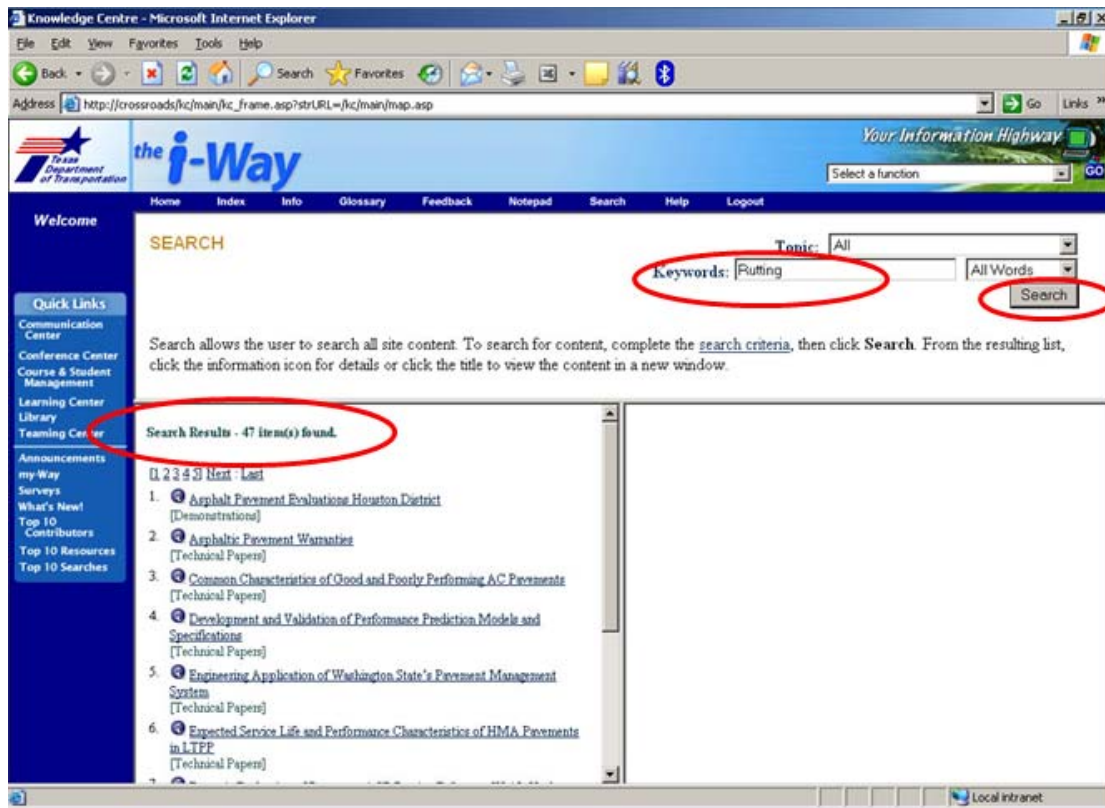 Knowledge Centre - Microsoft Internet Explorer
File Edit View Favorites Tools Help
Back Search Favorites
Address http://crossroads/kc/main/kc_frame.asp?strURL=/kc/main/map.asp Go Links »
Texas
Department
of Transportation
the i-Way
Your Information Highway
Select a function GO
Home Index Info Glossary Feedback Notepad Search Help Logout
Welcome
Quick Links
Communication
Center
Conference Center
Course & Student
Management
Learning Center
Library
Teaming Center
Announcements
my-Way
Surveys
What's New!
Top 10
Contributors
Top 10 Resources
Top 10 Searches
SEARCH
Topic: All
Keywords: Rutting All Words
Search
Search allows the user to search all site content. To search for content, complete the search criteria, then click Search. From the resulting list,
click the information icon for details or click the title to view the content in a new window.
Search Results - 47 item(s) found.
[1 2 3 4 5] Next : Last
1. Asphalt Pavement Evaluations Houston District
[Demonstrations]
2. Asphaltic Pavement Warranties
[Technical Papers]
3. Common Characteristics of Good and Poorly Performing AC Pavements
[Technical Papers]
4. Development and Validation of Performance Prediction Models and
Specifications
[Technical Papers]
5. Engineering Application of Washington State's Pavement Management
System
[Technical Papers]
6. Expected Service Life and Performance Characteristics of HMA Pavements
in LTPP
[Technical Papers]
Local intranet